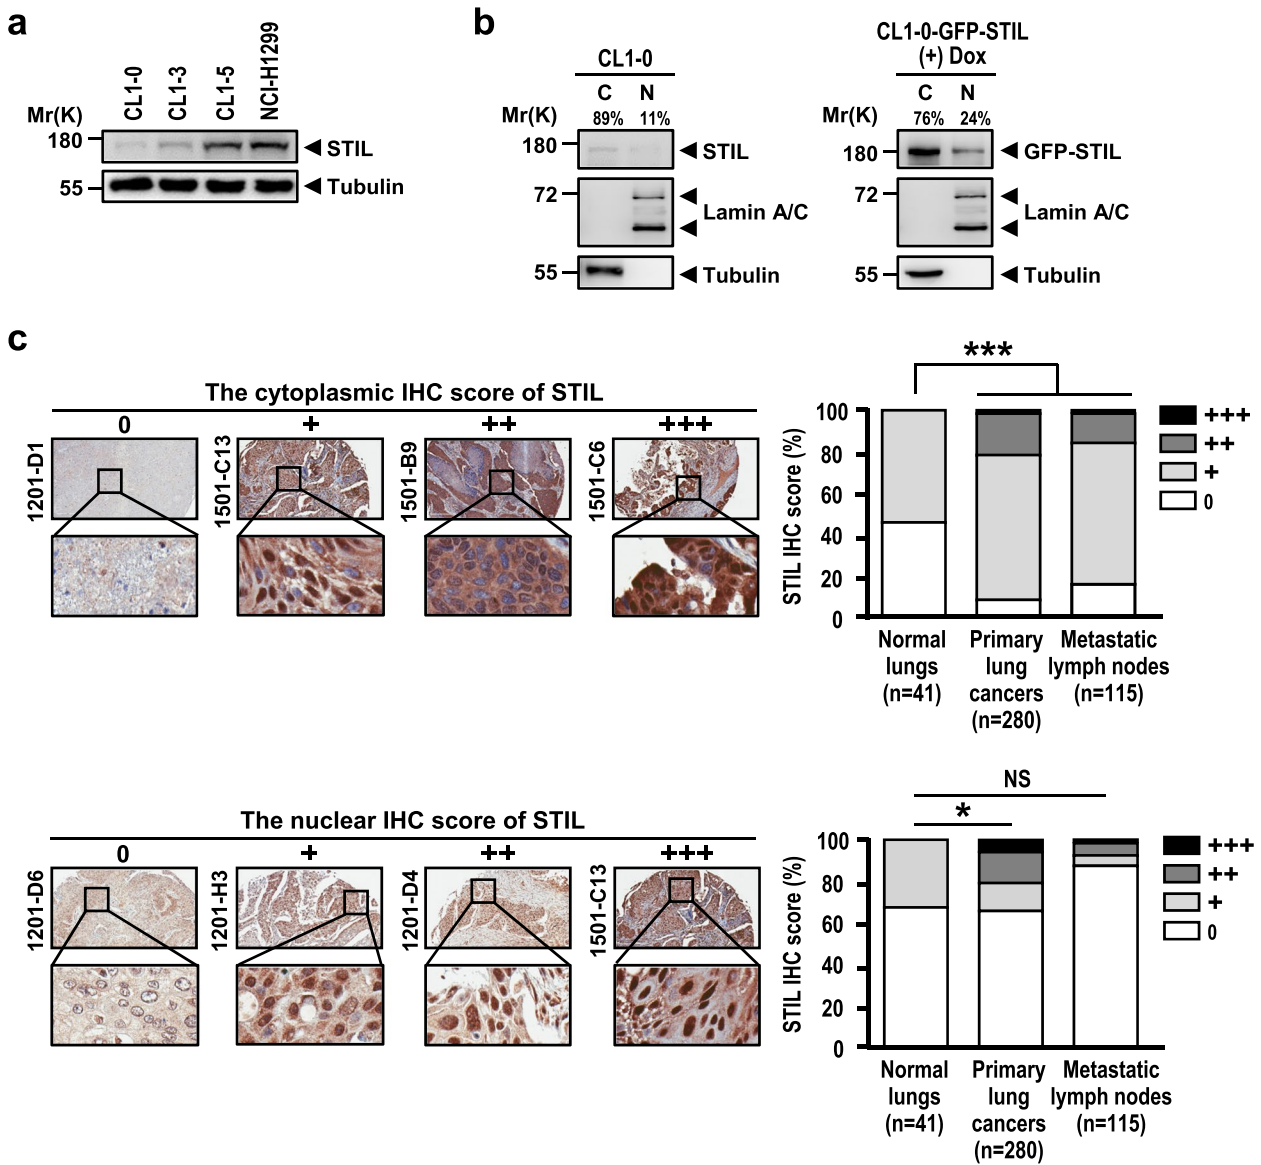 a
CL1-0
CL1-3
CL1-5
NCI-H1299
Mr(K)
180
STIL
55
Tubulin
b
CL1-0
C N
Mr(K) 89% 11%
180
STIL
72
Lamin A/C
55
Tubulin
CL1-0-GFP-STIL
(+) Dox
C N
Mr(K) 76% 24%
180
GFP-STIL
72
Lamin A/C
55
Tubulin
c
The cytoplasmic IHC score of STIL
0 + ++ +++
1201-D1
1501-C13
1501-B9
1501-C6
***
STIL IHC score (%)
100
80
60
40
20
0
+++
++
+
0
Normal
lungs
(n=41)
Primary
lung
cancers
(n=280)
Metastatic
lymph nodes
(n=115)
The nuclear IHC score of STIL
0 + ++ +++
1201-D6
1201-H3
1201-D4
1501-C13
NS
*
STIL IHC score (%)
100
80
60
40
20
0
+++
++
+
0
Normal
lungs
(n=41)
Primary
lung
cancers
(n=280)
Metastatic
lymph nodes
(n=115)